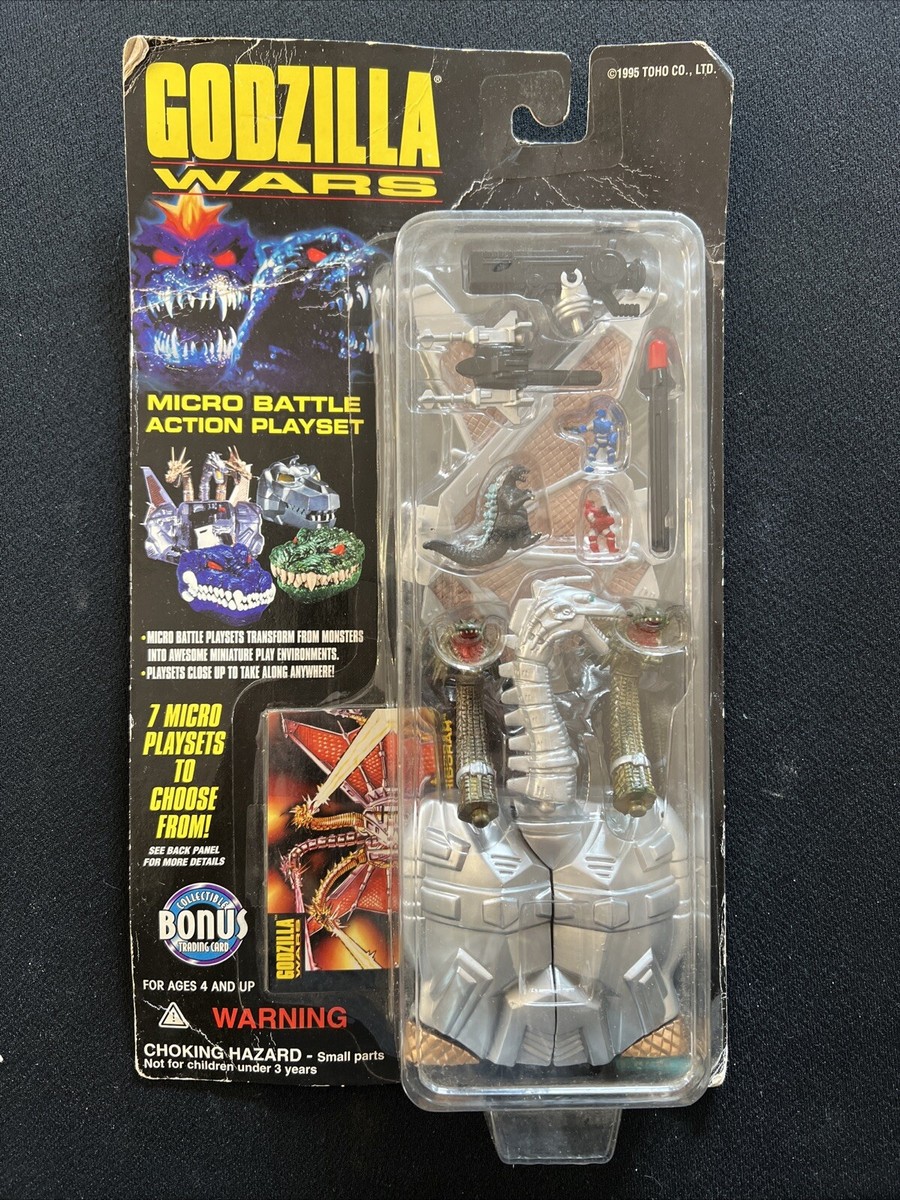 GODZILLA®
WARS
©1995 TOHO CO., LTD.
MICRO BATTLE
ACTION PLAYSET
•MICRO BATTLE PLAYSETS TRANSFORM FROM MONSTERS
INTO AWESOME MINIATURE PLAY ENVIRONMENTS.
•PLAYSETS CLOSE UP TO TAKE ALONG ANYWHERE!
7 MICRO
PLAYSETS
TO
CHOOSE
FROM!
SEE BACK PANEL
FOR MORE DETAILS
COLLECTIBLE
BONUS
TRADING CARD
GODZILLA
WARS
FOR AGES 4 AND UP
WARNING
CHOKING HAZARD - Small parts
Not for children under 3 years